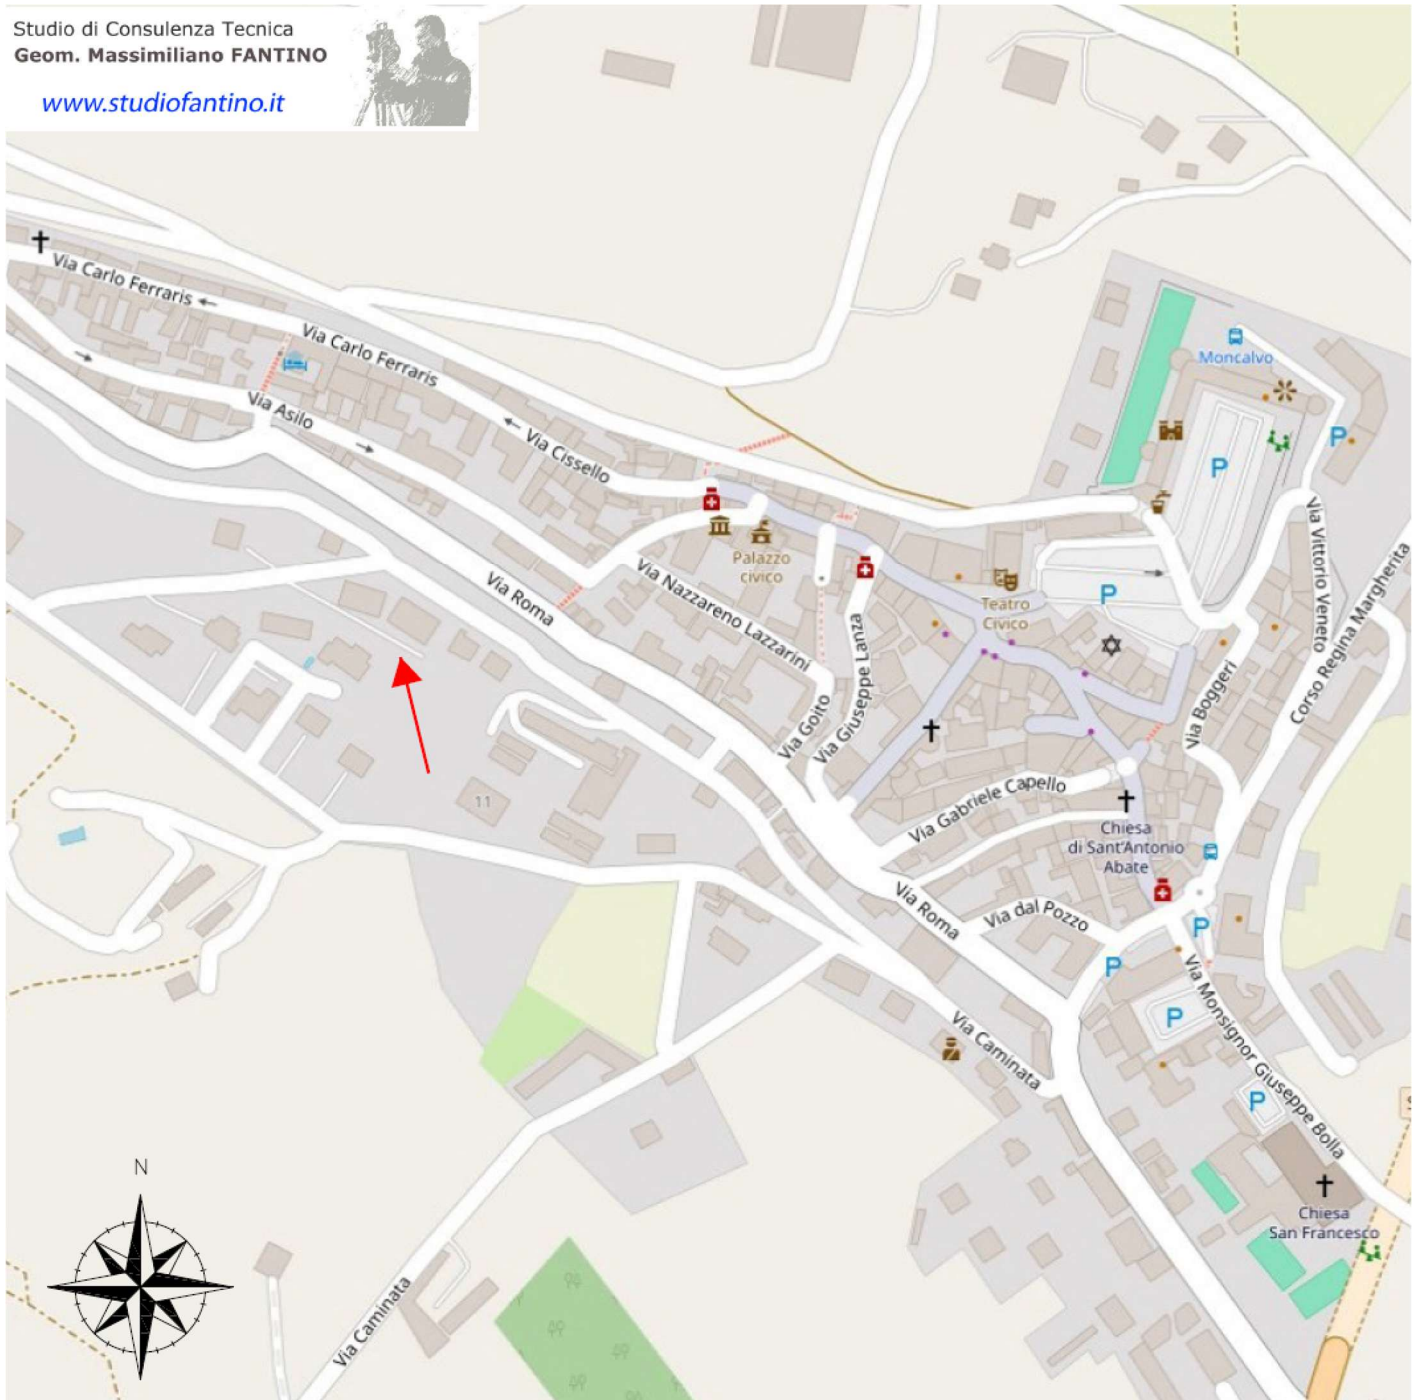 Studio di Consulenza Tecnica
Geom. Massimiliano FANTINO
www.studiofantino.it
Via Carlo Ferraris
Via Carlo Ferraris
Moncalvo
Via Asilo
Via Cissello
P
P
Via Vittorio Veneto
Palazzo
civico
Via Roma
Via Nazzareno Lazzarini
P
Teatro
Civico
Corso Regina Margherita
Via Giuseppe Lanza
Via Goito
Via Boggeri
11
Via Gabriele Capello
Chiesa
di Sant'Antonio
Abate
Via Roma
Via dal Pozzo
P
P
Via Monsignor Giuseppe Bolla
P
Via Caminata
P
N
Chiesa
San Francesco
Via Caminata